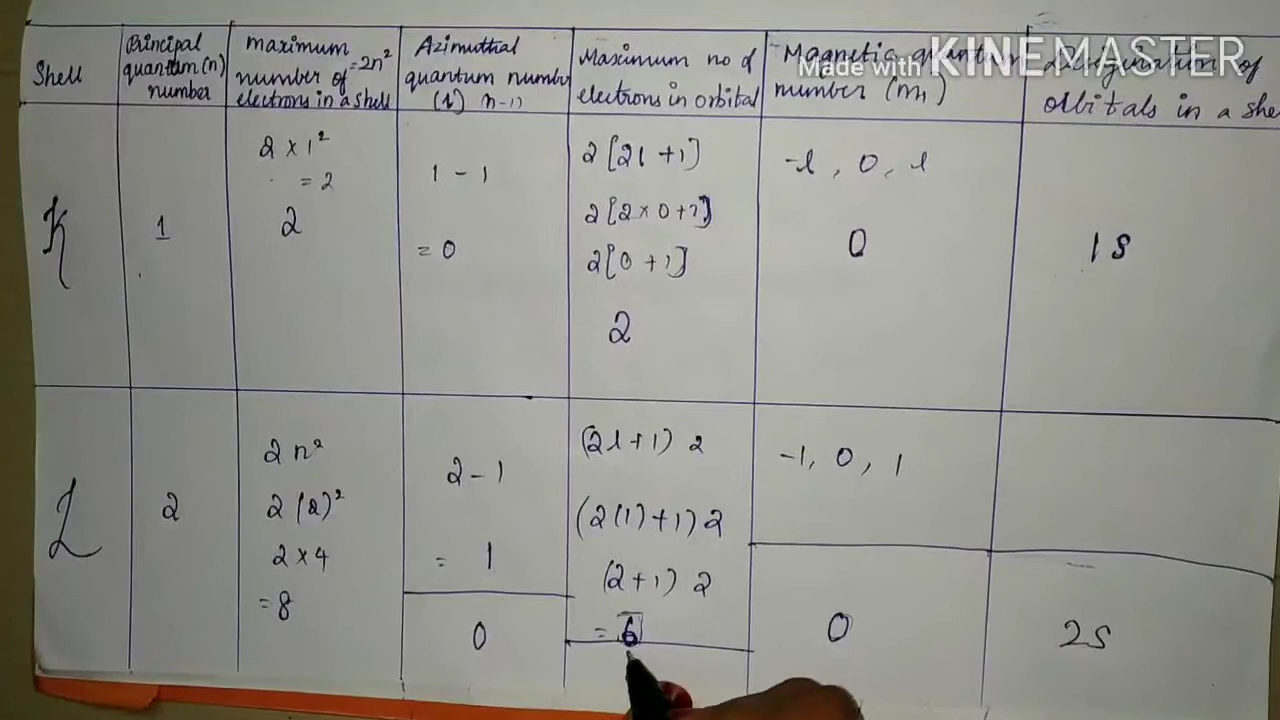 Shell
Principal
quantum (n)
number
maximum
number of = 2n²
electrons in a shell
Azimuthal
quantum number
(l) n-1
Maximum no of
electrons in orbital
Magnetic quantum
number (m₁
Designation of
orbitals in a she
Made with KINEMASTER
K
1
2 × 1²
= 2
2
1 - 1
= 0
2 [2l + 1]
2[0 + 1]
2
-l , 0 , l
0
1s
L
2
2 n²
2 (2)²
2 × 4
= 8
2 - 1
= 1
0
(2l + 1) 2
(2(1) + 1) 2
(2 + 1) 2
= 6
-1, 0 , 1
0
2s